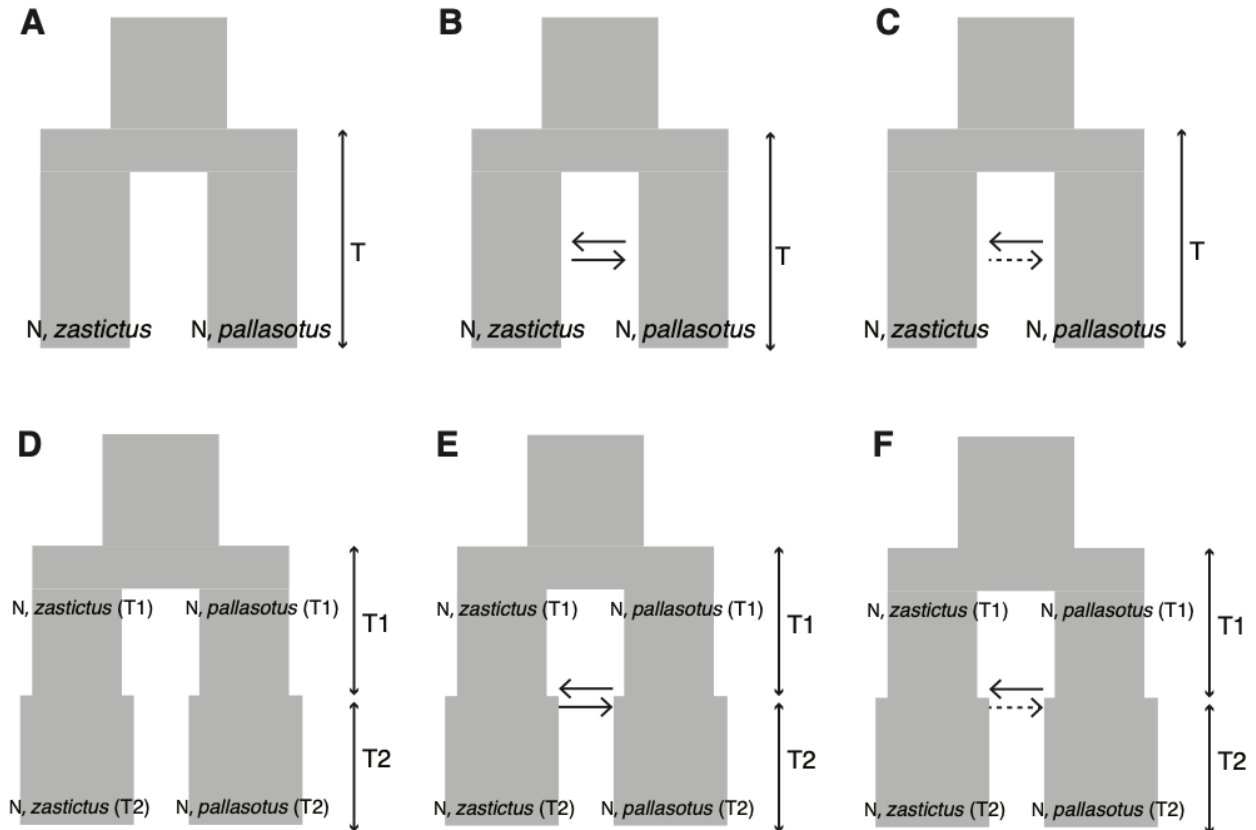 A
B
C
T
T
T
N, zastictus
N, pallasotus
N, zastictus
N, pallasotus
N, zastictus
N, pallasotus
D
E
F
N, zastictus (T1)
N, pallasotus (T1)
T1
N, zastictus (T1)
N, pallasotus (T1)
T1
N, zastictus (T1)
N, pallasotus (T1)
T1
T2
T2
T2
N, zastictus (T2)
N, pallasotus (T2)
N, zastictus (T2)
N, pallasotus (T2)
N, zastictus (T2)
N, pallasotus (T2)